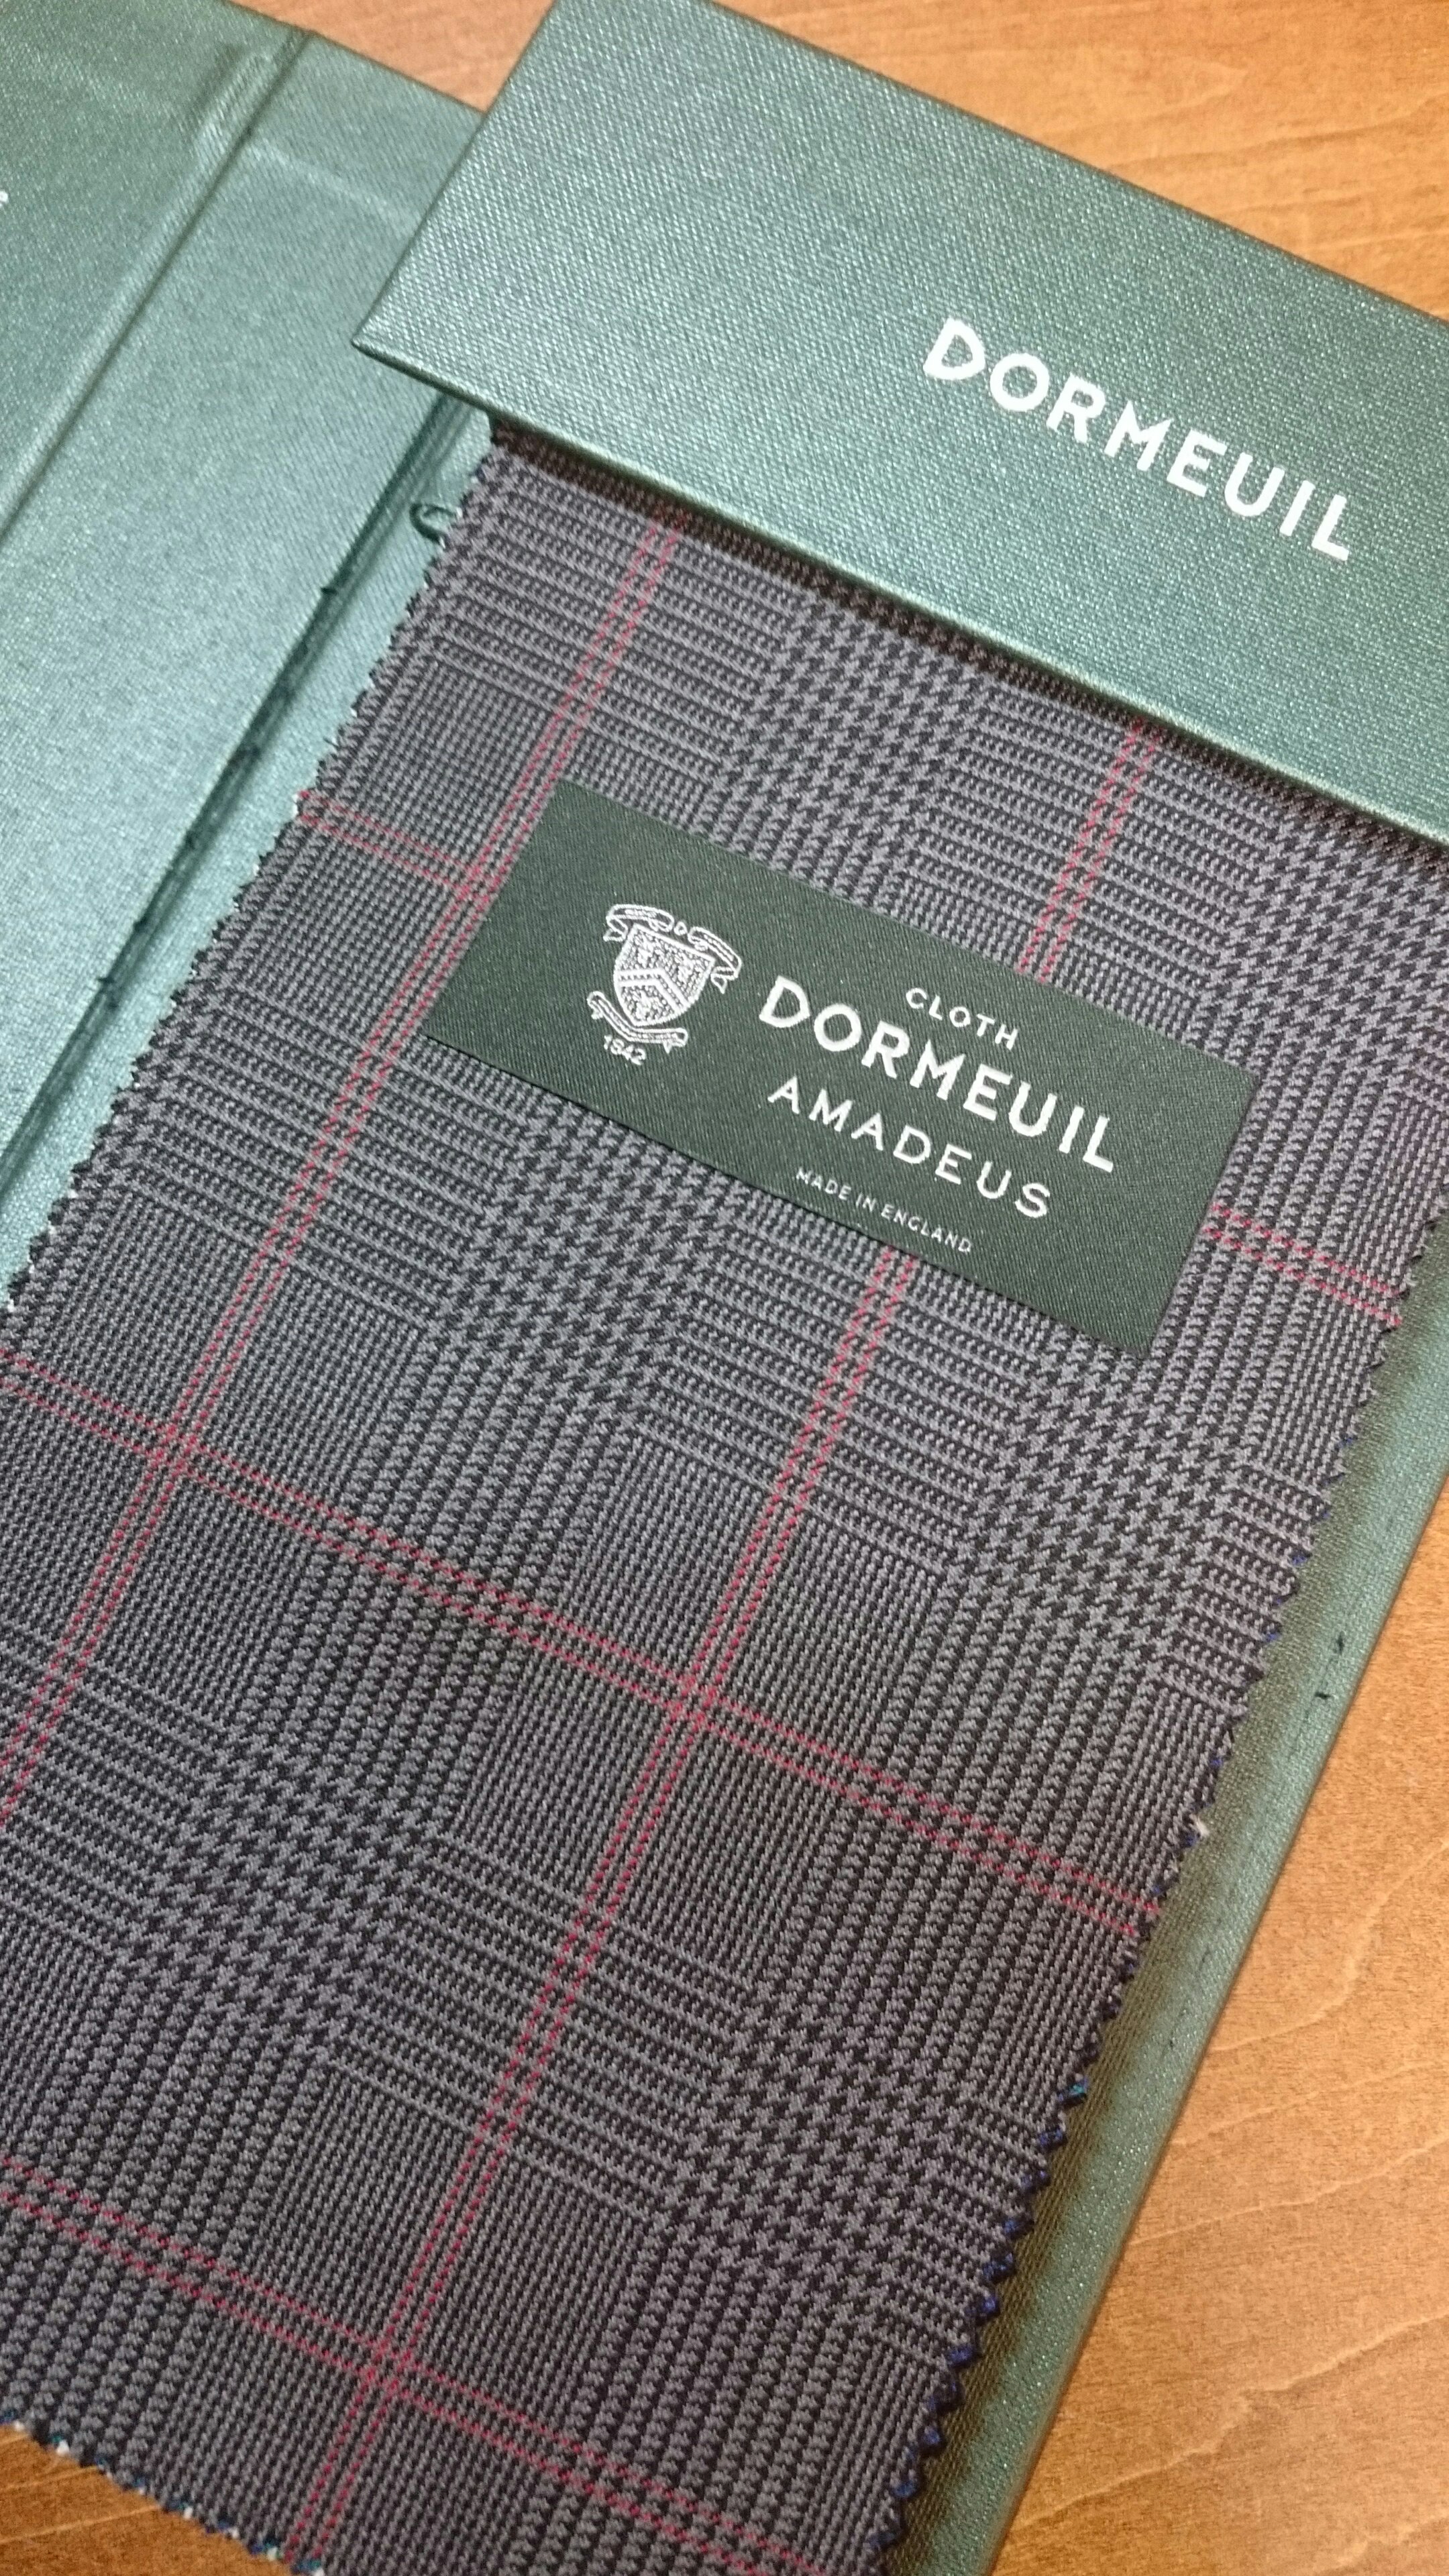 DORMEUIL
1842
CLOTH
DORMEUIL
AMADEUS
MADE IN ENGLAND